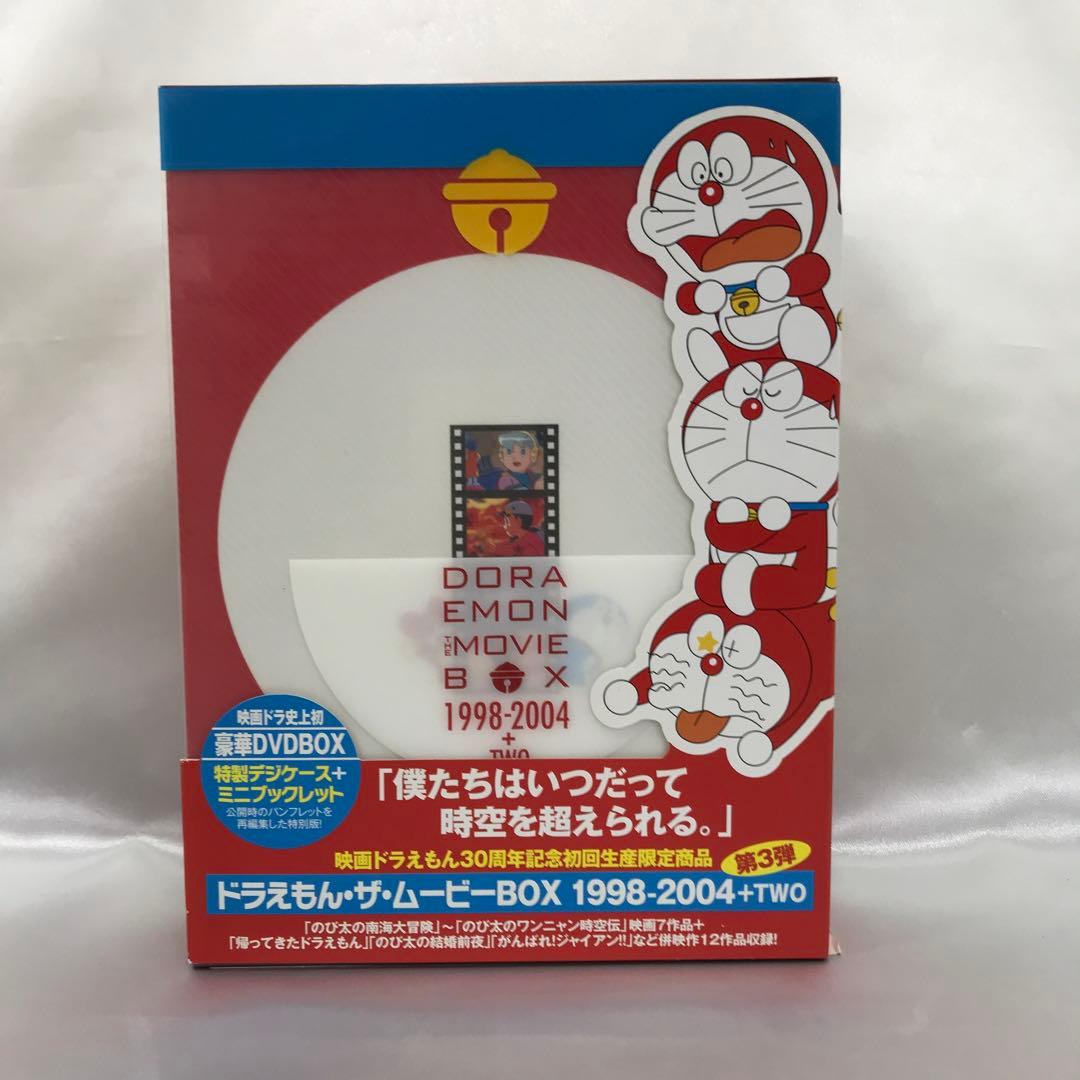 DORA
EMON
THE MOVIE
BOX
1998-2004
+
TWO
映画ドラ史上初
豪華DVDBOX
特製デジケース+
ミニブックレット
公開時のパンフレットを
再編集した特別版!
「僕たちはいつだって
時空を超えられる。」
映画ドラえもん30周年記念初回生産限定商品
第3弾
ドラえもん・ザ・ムービーBOX 1998-2004+TWO
「のび太の南海大冒険」～「のび太のワンニャン時空伝」映画7作品+
「帰ってきたドラえもん」「のび太の結婚前夜」「がんばれ!ジャイアン!!」など併映作12作品収録!